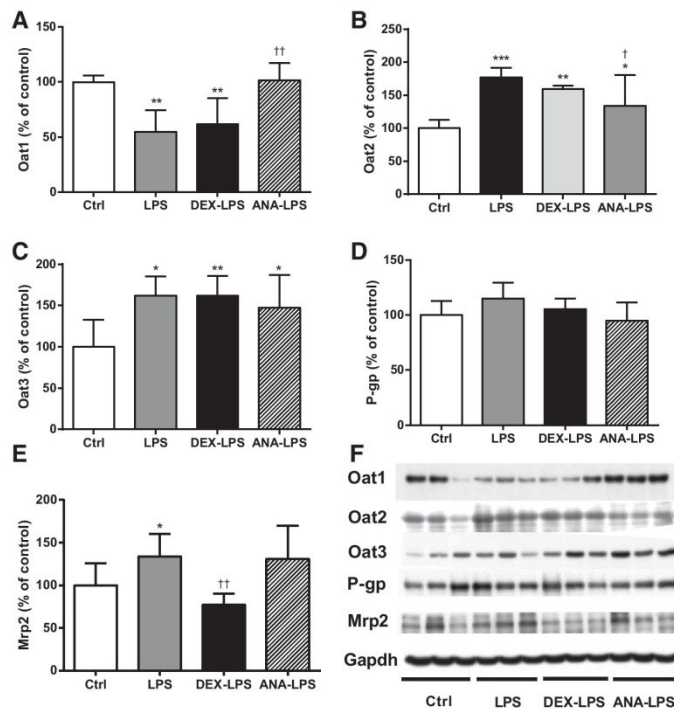 A
Oat1 (% of control)
150
100
50
0
**
**
††
Ctrl LPS DEX-LPS ANA-LPS
B
Oat2 (% of control)
250
200
150
100
50
0
***
**
†
*
Ctrl LPS DEX-LPS ANA-LPS
C
Oat3 (% of control)
200
150
100
50
0
*
**
*
Ctrl LPS DEX-LPS ANA-LPS
D
P-gp (% of control)
150
100
50
0
Ctrl LPS DEX-LPS ANA-LPS
E
Mrp2 (% of control)
200
150
100
50
0
*
††
Ctrl LPS DEX-LPS ANA-LPS
F
Oat1
Oat2
Oat3
P-gp
Mrp2
Gapdh
Ctrl LPS DEX-LPS ANA-LPS